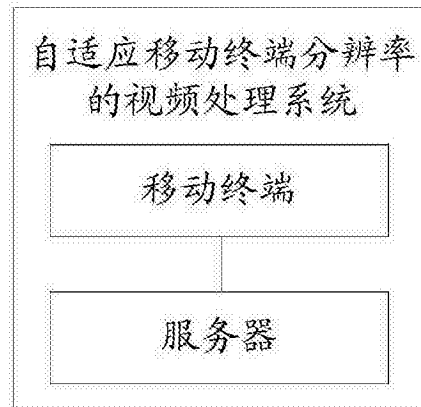 自适应移动终端分辨率
的视频处理系统
移动终端
服务器